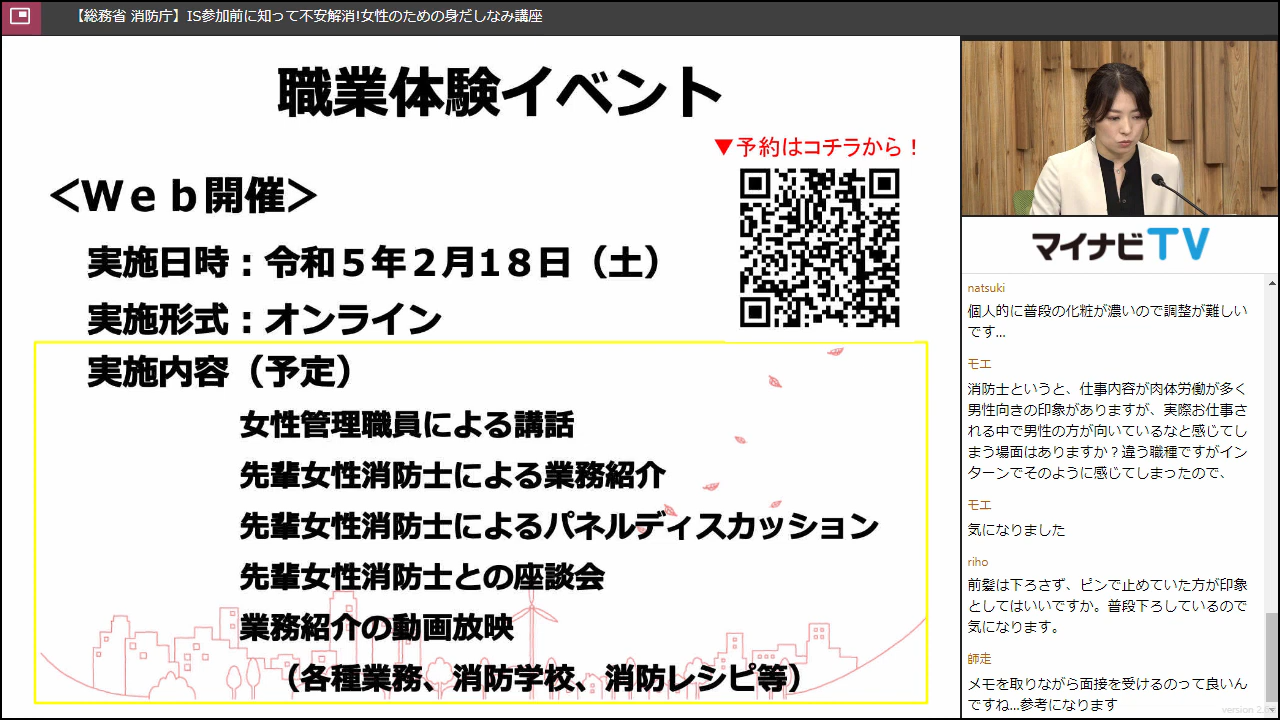 【総務省 消防庁】IS参加前に知って不安解消!女性のための身だしなみ講座
職業体験イベント
▼予約はコチラから！
＜Ｗｅｂ開催＞
実施日時：令和５年２月18日（土）
実施形式：オンライン
実施内容（予定）
女性管理職員による講話
先輩女性消防士による業務紹介
先輩女性消防士によるパネルディスカッション
先輩女性消防士との座談会
業務紹介の動画放映
（各種業務、消防学校、消防レシピ等）
マイナビTV
natsuki
個人的に普段の化粧が濃いので調整が難しい
です...
モエ
消防士というと、仕事内容が肉体労働が多く
男性向きの印象がありますが、実際お仕事さ
れる中で男性の方が向いているなと感じてし
まう場面はありますか？違う職種ですがイン
ターンでそのように感じてしまったので、
モエ
気になりました
riho
前髪は下ろさず、ピンで止めていた方が印象
としてはいいですか。普段下ろしているので
気になります。
師走
メモを取りながら面接を受けるのって良いん
ですね...参考になります